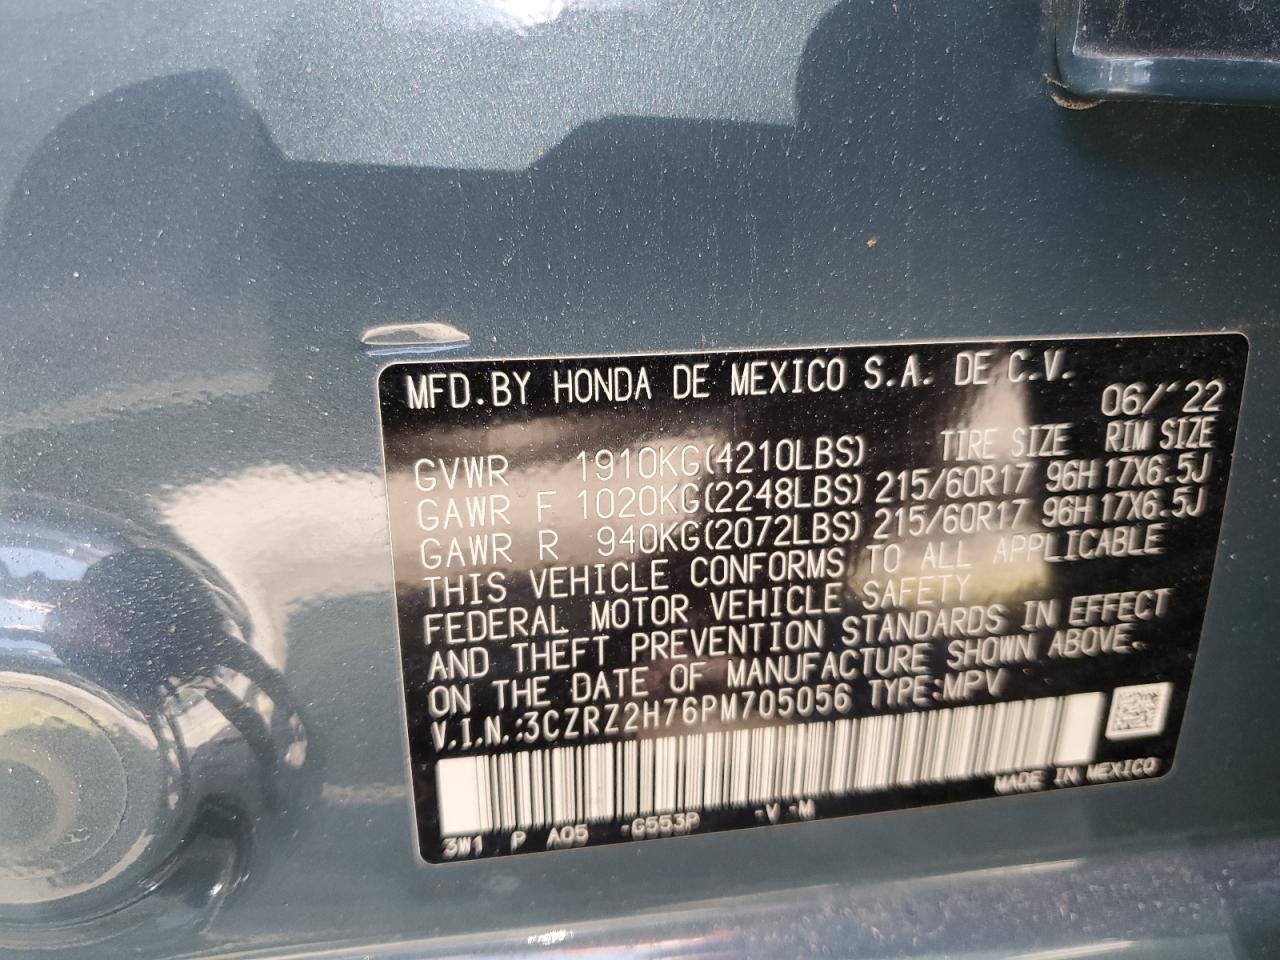 MFD. BY HONDA DE MEXICO S.A. DE C.V.
06/'22
TIRE SIZE RIM SIZE
GVWR 1910KG(4210LBS)
GAWR F 1020KG(2248LBS) 215/60R17 96H 17X6.5J
GAWR R 940KG(2072LBS) 215/60R17 96H 17X6.5J
THIS VEHICLE CONFORMS TO ALL APPLICABLE
FEDERAL MOTOR VEHICLE SAFETY
AND THEFT PREVENTION STANDARDS IN EFFECT
ON THE DATE OF MANUFACTURE SHOWN ABOVE.
V.I.N.:3CZRZ2H76PM705056 TYPE:MPV
MADE IN MEXICO
3W1 P A05 -G553P -V -M